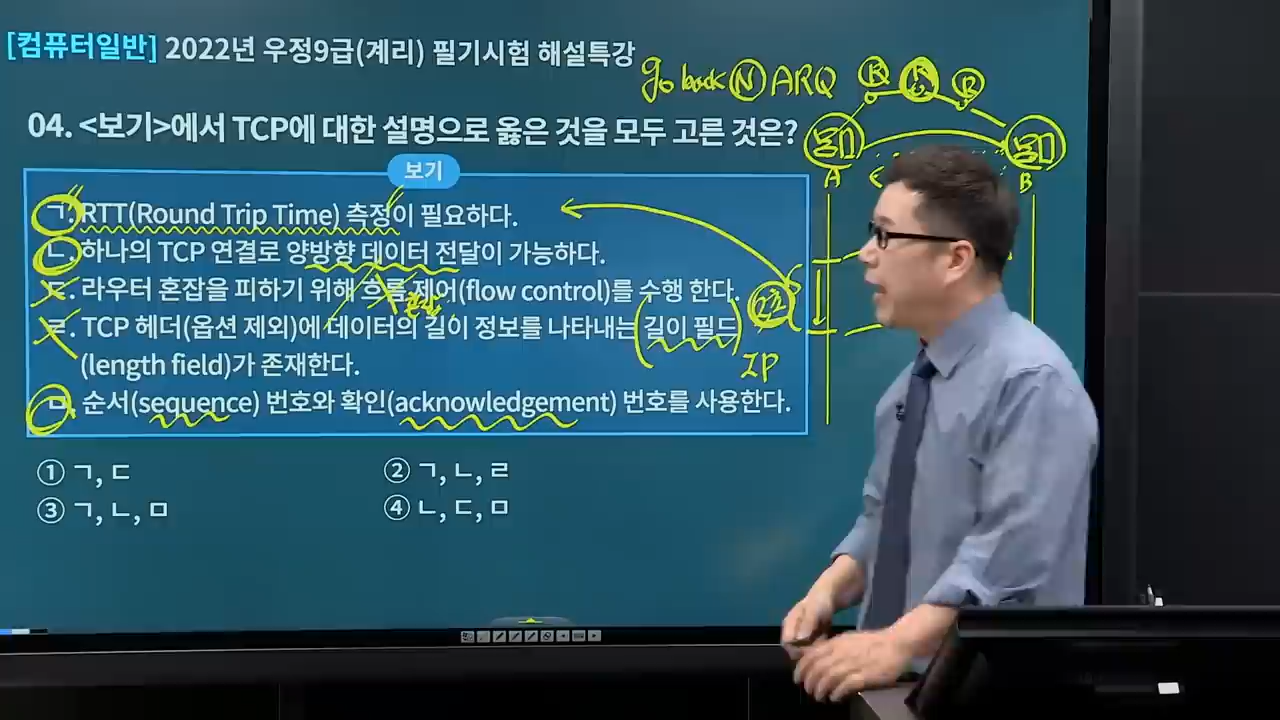 [컴퓨터일반] 2022년 우정9급(계리) 필기시험 해설특강
go back N ARQ
R R R
04. <보기>에서 TCP에 대한 설명으로 옳은 것을 모두 고른 것은?
A B
보기
ㄱ. RTT(Round Trip Time) 측정이 필요하다.
ㄴ. 하나의 TCP 연결로 양방향 데이터 전달이 가능하다.
ㄷ. 라우터 혼잡을 피하기 위해 흐름 제어(flow control)를 수행 한다.
혼잡
ㄹ. TCP 헤더(옵션 제외)에 데이터의 길이 정보를 나타내는 길이 필드
(length field)가 존재한다.
IP
ㅁ. 순서(sequence) 번호와 확인(acknowledgement) 번호를 사용한다.
① ㄱ, ㄷ
② ㄱ, ㄴ, ㄹ
③ ㄱ, ㄴ, ㅁ
④ ㄴ, ㄷ, ㅁ